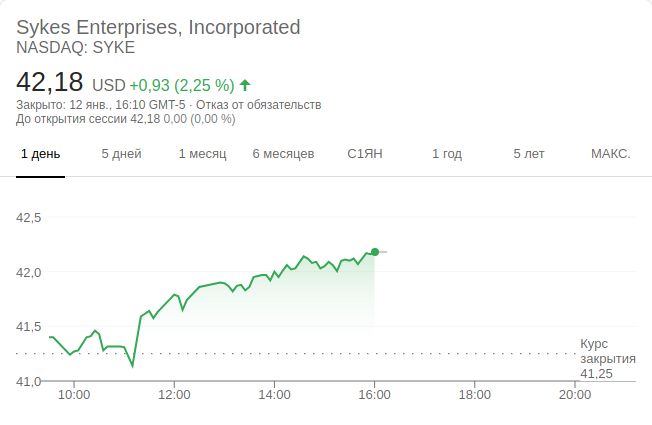 Sykes Enterprises, Incorporated
NASDAQ: SYKE
42,18 USD +0,93 (2,25 %)
Закрыто: 12 янв., 16:10 GMT-5 · Отказ от обязательств
До открытия сессии 42,18 0,00 (0,00 %)
1 день 5 дней 1 месяц 6 месяцев С1ЯН 1 год 5 лет МАКС.
42,5
42,0
41,5
Курс
закрытия
41,25
41,0
10:00 12:00 14:00 16:00 18:00 20:00